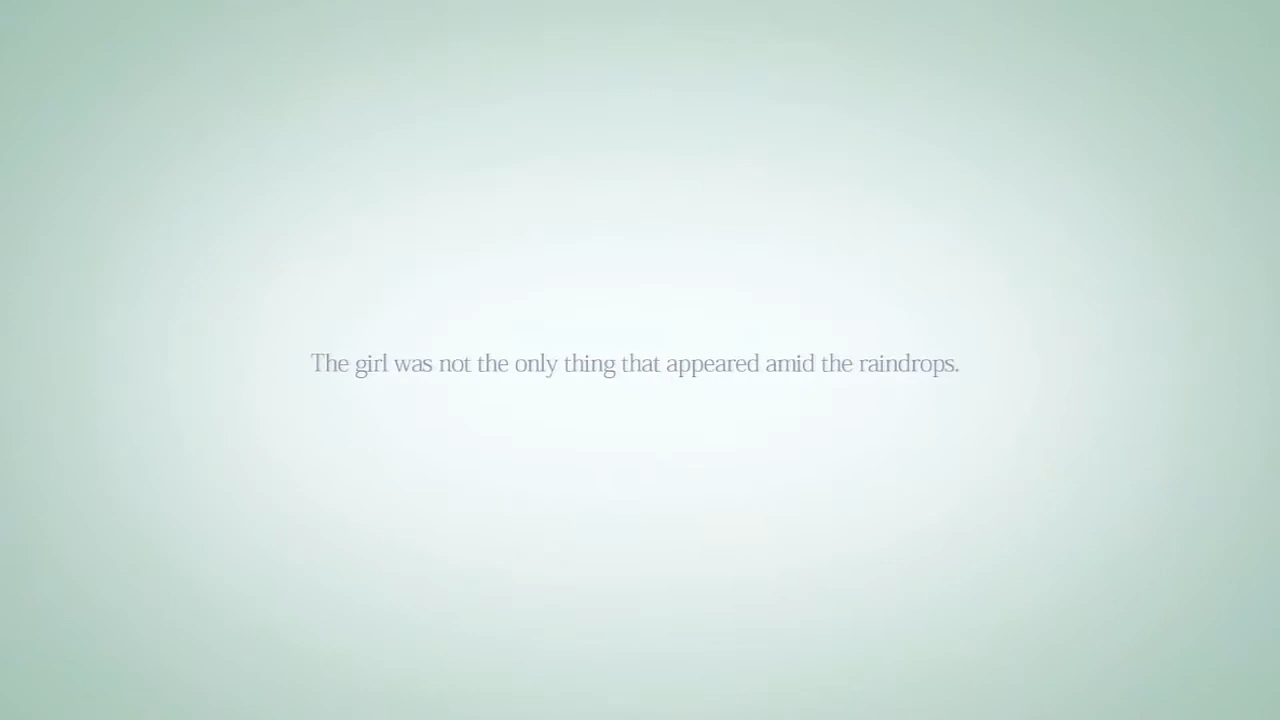 The girl was not the only thing that appeared amid the raindrops.